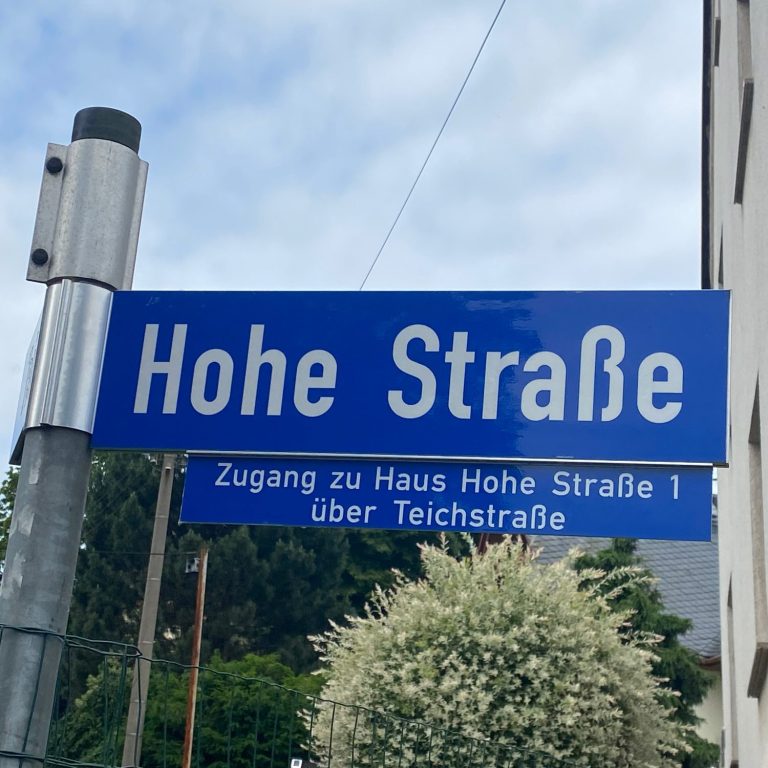 Hohe Straße
Zugang zu Haus Hohe Straße 1
über Teichstraße